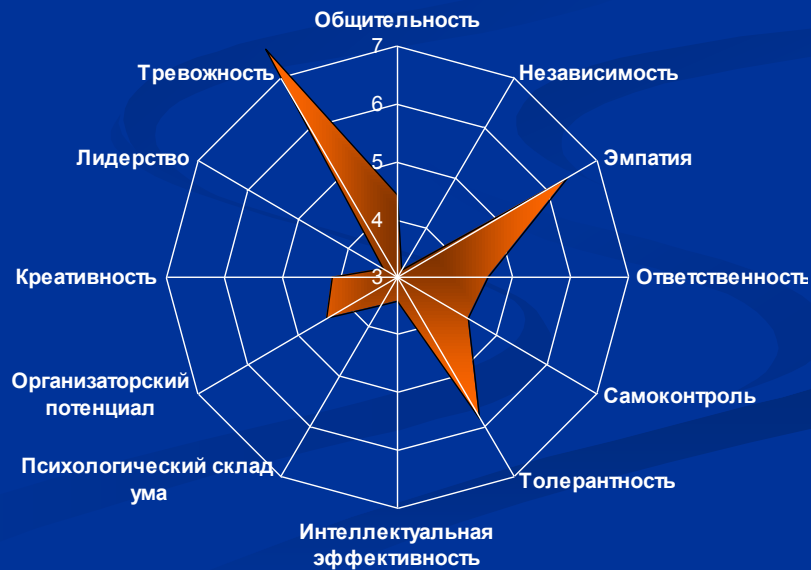 Общительность
7
Тревожность
Независимость
6
Лидерство
5
Эмпатия
4
Креативность
3
Ответственность
Организаторский
потенциал
Самоконтроль
Психологический склад
ума
Толерантность
Интеллектуальная
эффективность